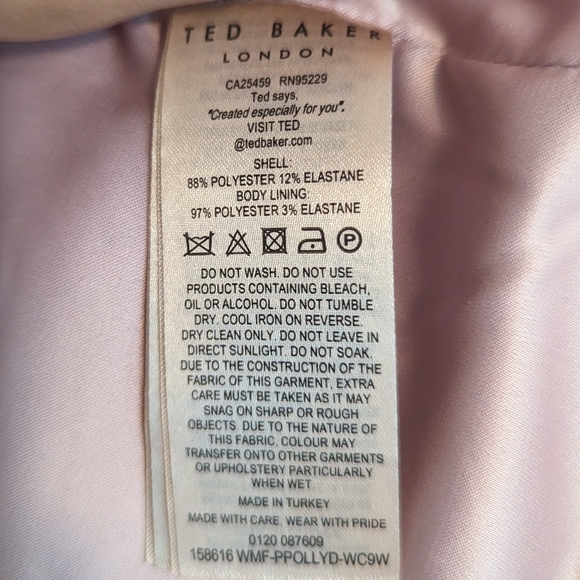 TED BAKER
LONDON
CA25459 RN95229
Ted says,
"Created especially for you".
VISIT TED
@tedbaker.com
SHELL:
88% POLYESTER 12% ELASTANE
BODY LINING:
97% POLYESTER 3% ELASTANE
P
DO NOT WASH. DO NOT USE
PRODUCTS CONTAINING BLEACH,
OIL OR ALCOHOL. DO NOT TUMBLE
DRY. COOL IRON ON REVERSE.
DRY CLEAN ONLY. DO NOT LEAVE IN
DIRECT SUNLIGHT. DO NOT SOAK.
DUE TO THE CONSTRUCTION OF THE
FABRIC OF THIS GARMENT, EXTRA
CARE MUST BE TAKEN AS IT MAY
SNAG ON SHARP OR ROUGH
OBJECTS. DUE TO THE NATURE OF
THIS FABRIC, COLOUR MAY
TRANSFER ONTO OTHER GARMENTS
OR UPHOLSTERY PARTICULARLY
WHEN WET.
MADE IN TURKEY
MADE WITH CARE. WEAR WITH PRIDE
0120 087609
158616 WMF-PPOLLYD-WC9W